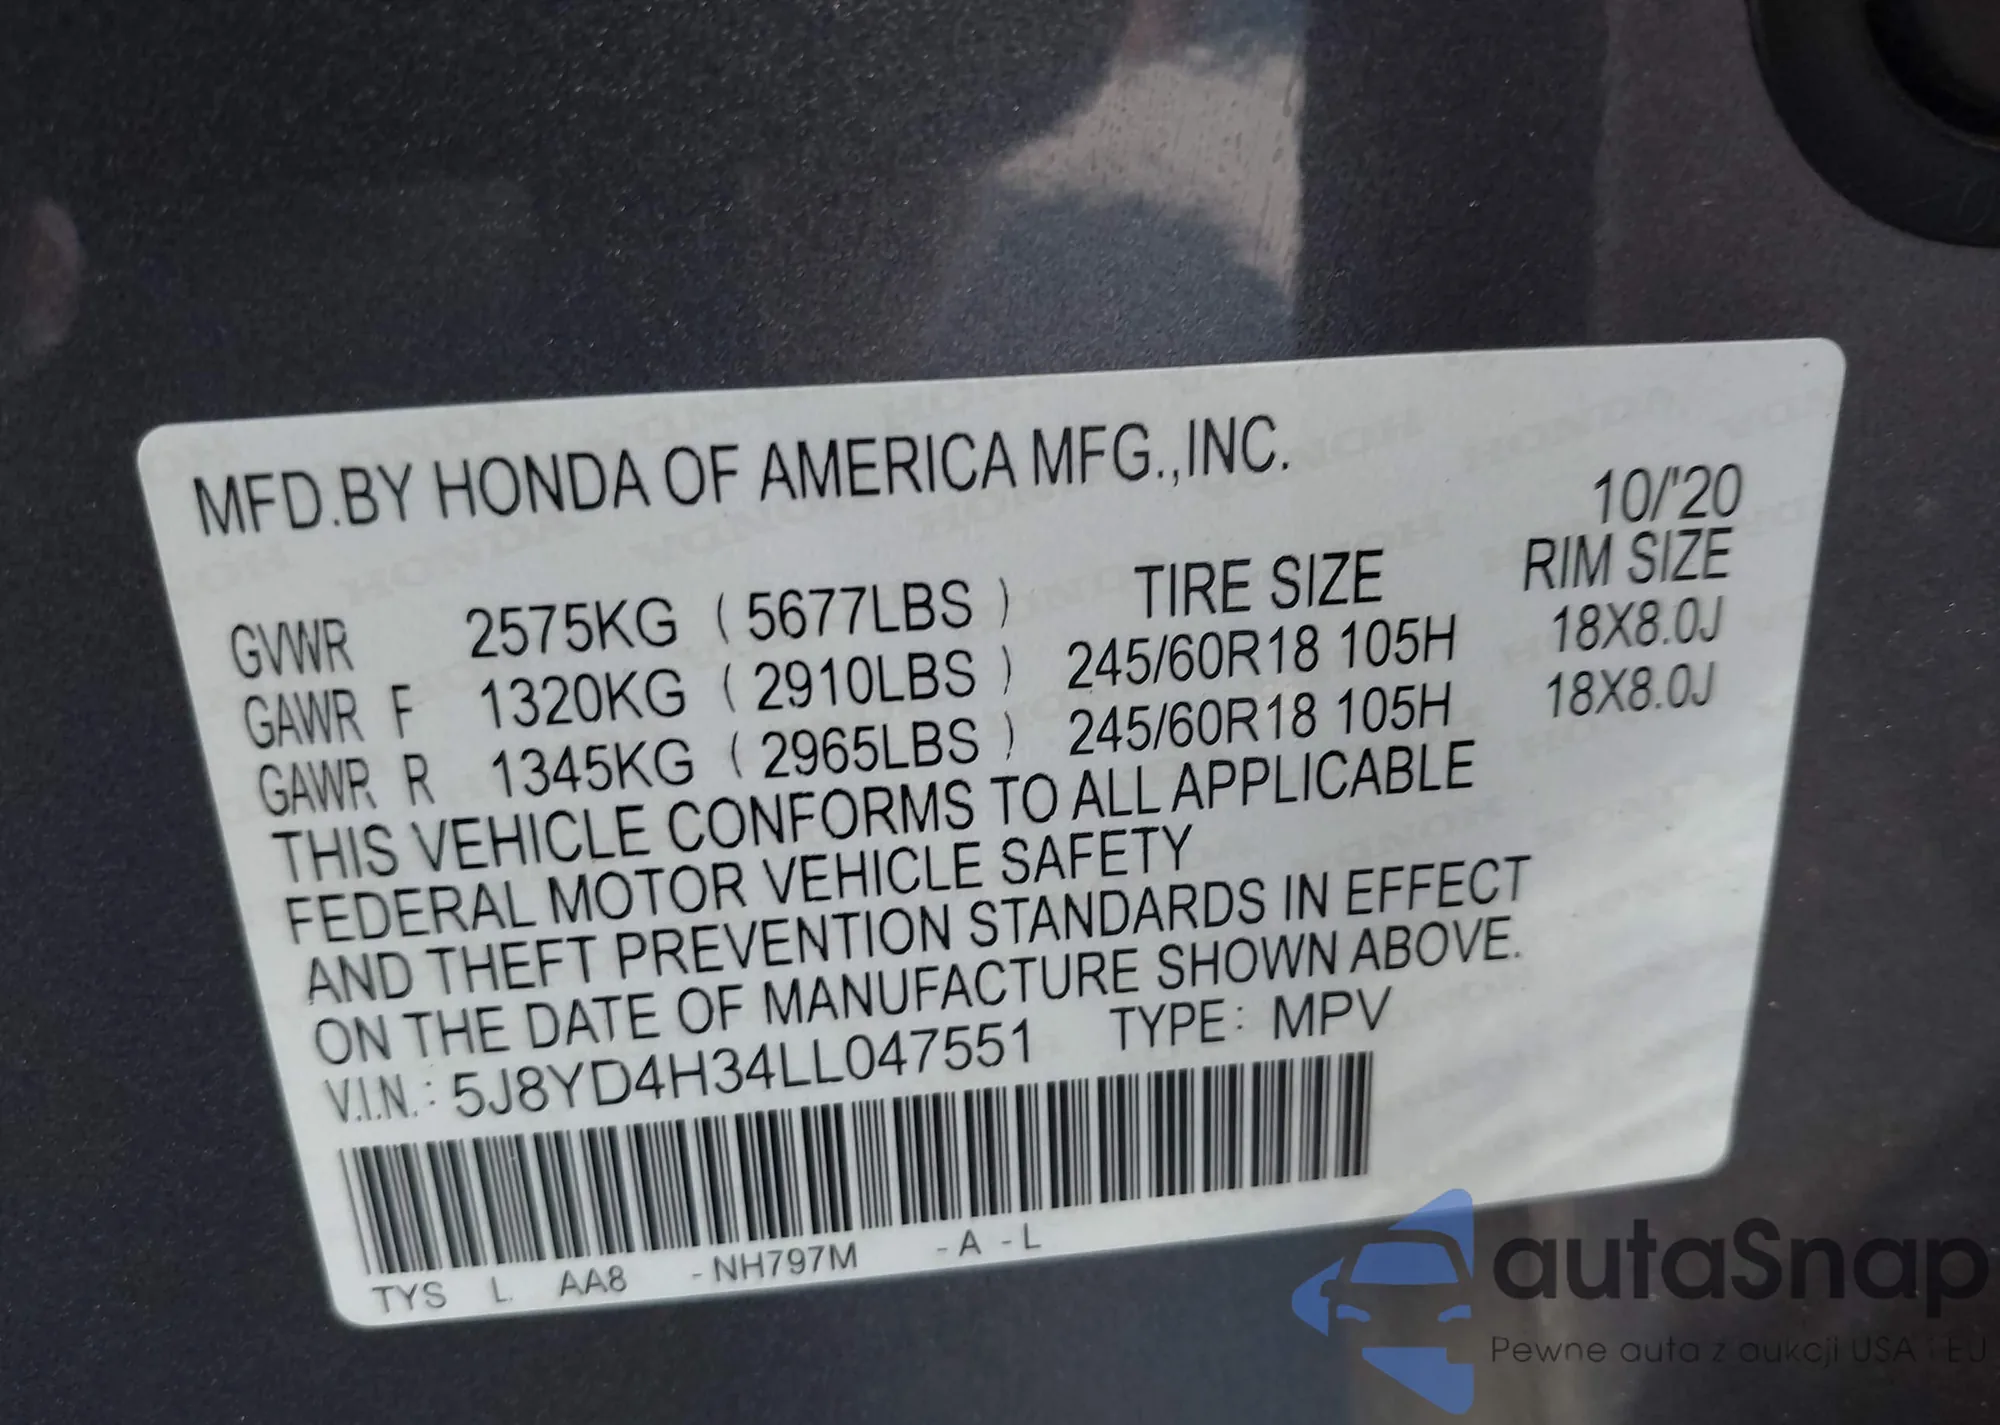 MFD.BY HONDA OF AMERICA MFG.,INC.
10/'20
GVWR 2575KG ( 5677LBS ) TIRE SIZE RIM SIZE
GAWR F 1320KG ( 2910LBS ) 245/60R18 105H 18X8.0J
GAWR R 1345KG ( 2965LBS ) 245/60R18 105H 18X8.0J
THIS VEHICLE CONFORMS TO ALL APPLICABLE
FEDERAL MOTOR VEHICLE SAFETY
AND THEFT PREVENTION STANDARDS IN EFFECT
ON THE DATE OF MANUFACTURE SHOWN ABOVE.
V.I.N.: 5J8YD4H34LL047551 TYPE: MPV
TYS L AA8 -NH797M -A -L
autaSnap
Pewne auta z aukcji USA i EU